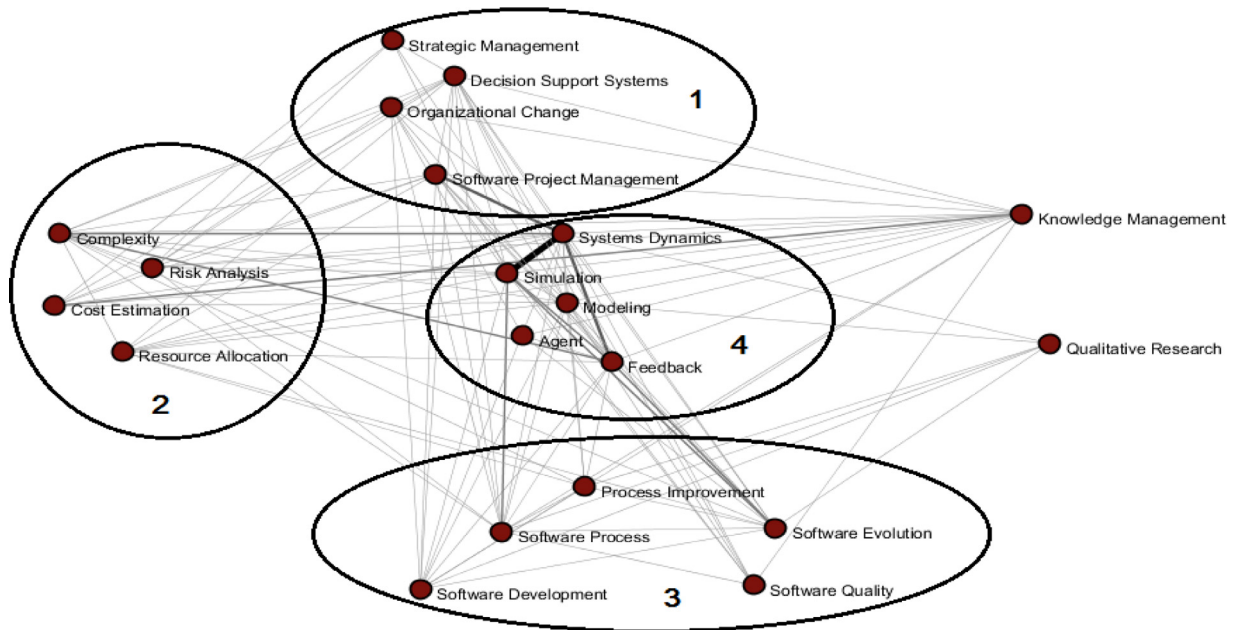 Strategic Management
Decision Support Systems
1
Organizational Change
Software Project Management
Knowledge Management
Complexity
Systems Dynamics
Risk Analysis
Simulation
Cost Estimation
Modeling
Agent
4
Qualitative Research
Resource Allocation
Feedback
2
Process Improvement
Software Process
Software Evolution
Software Development
3
Software Quality